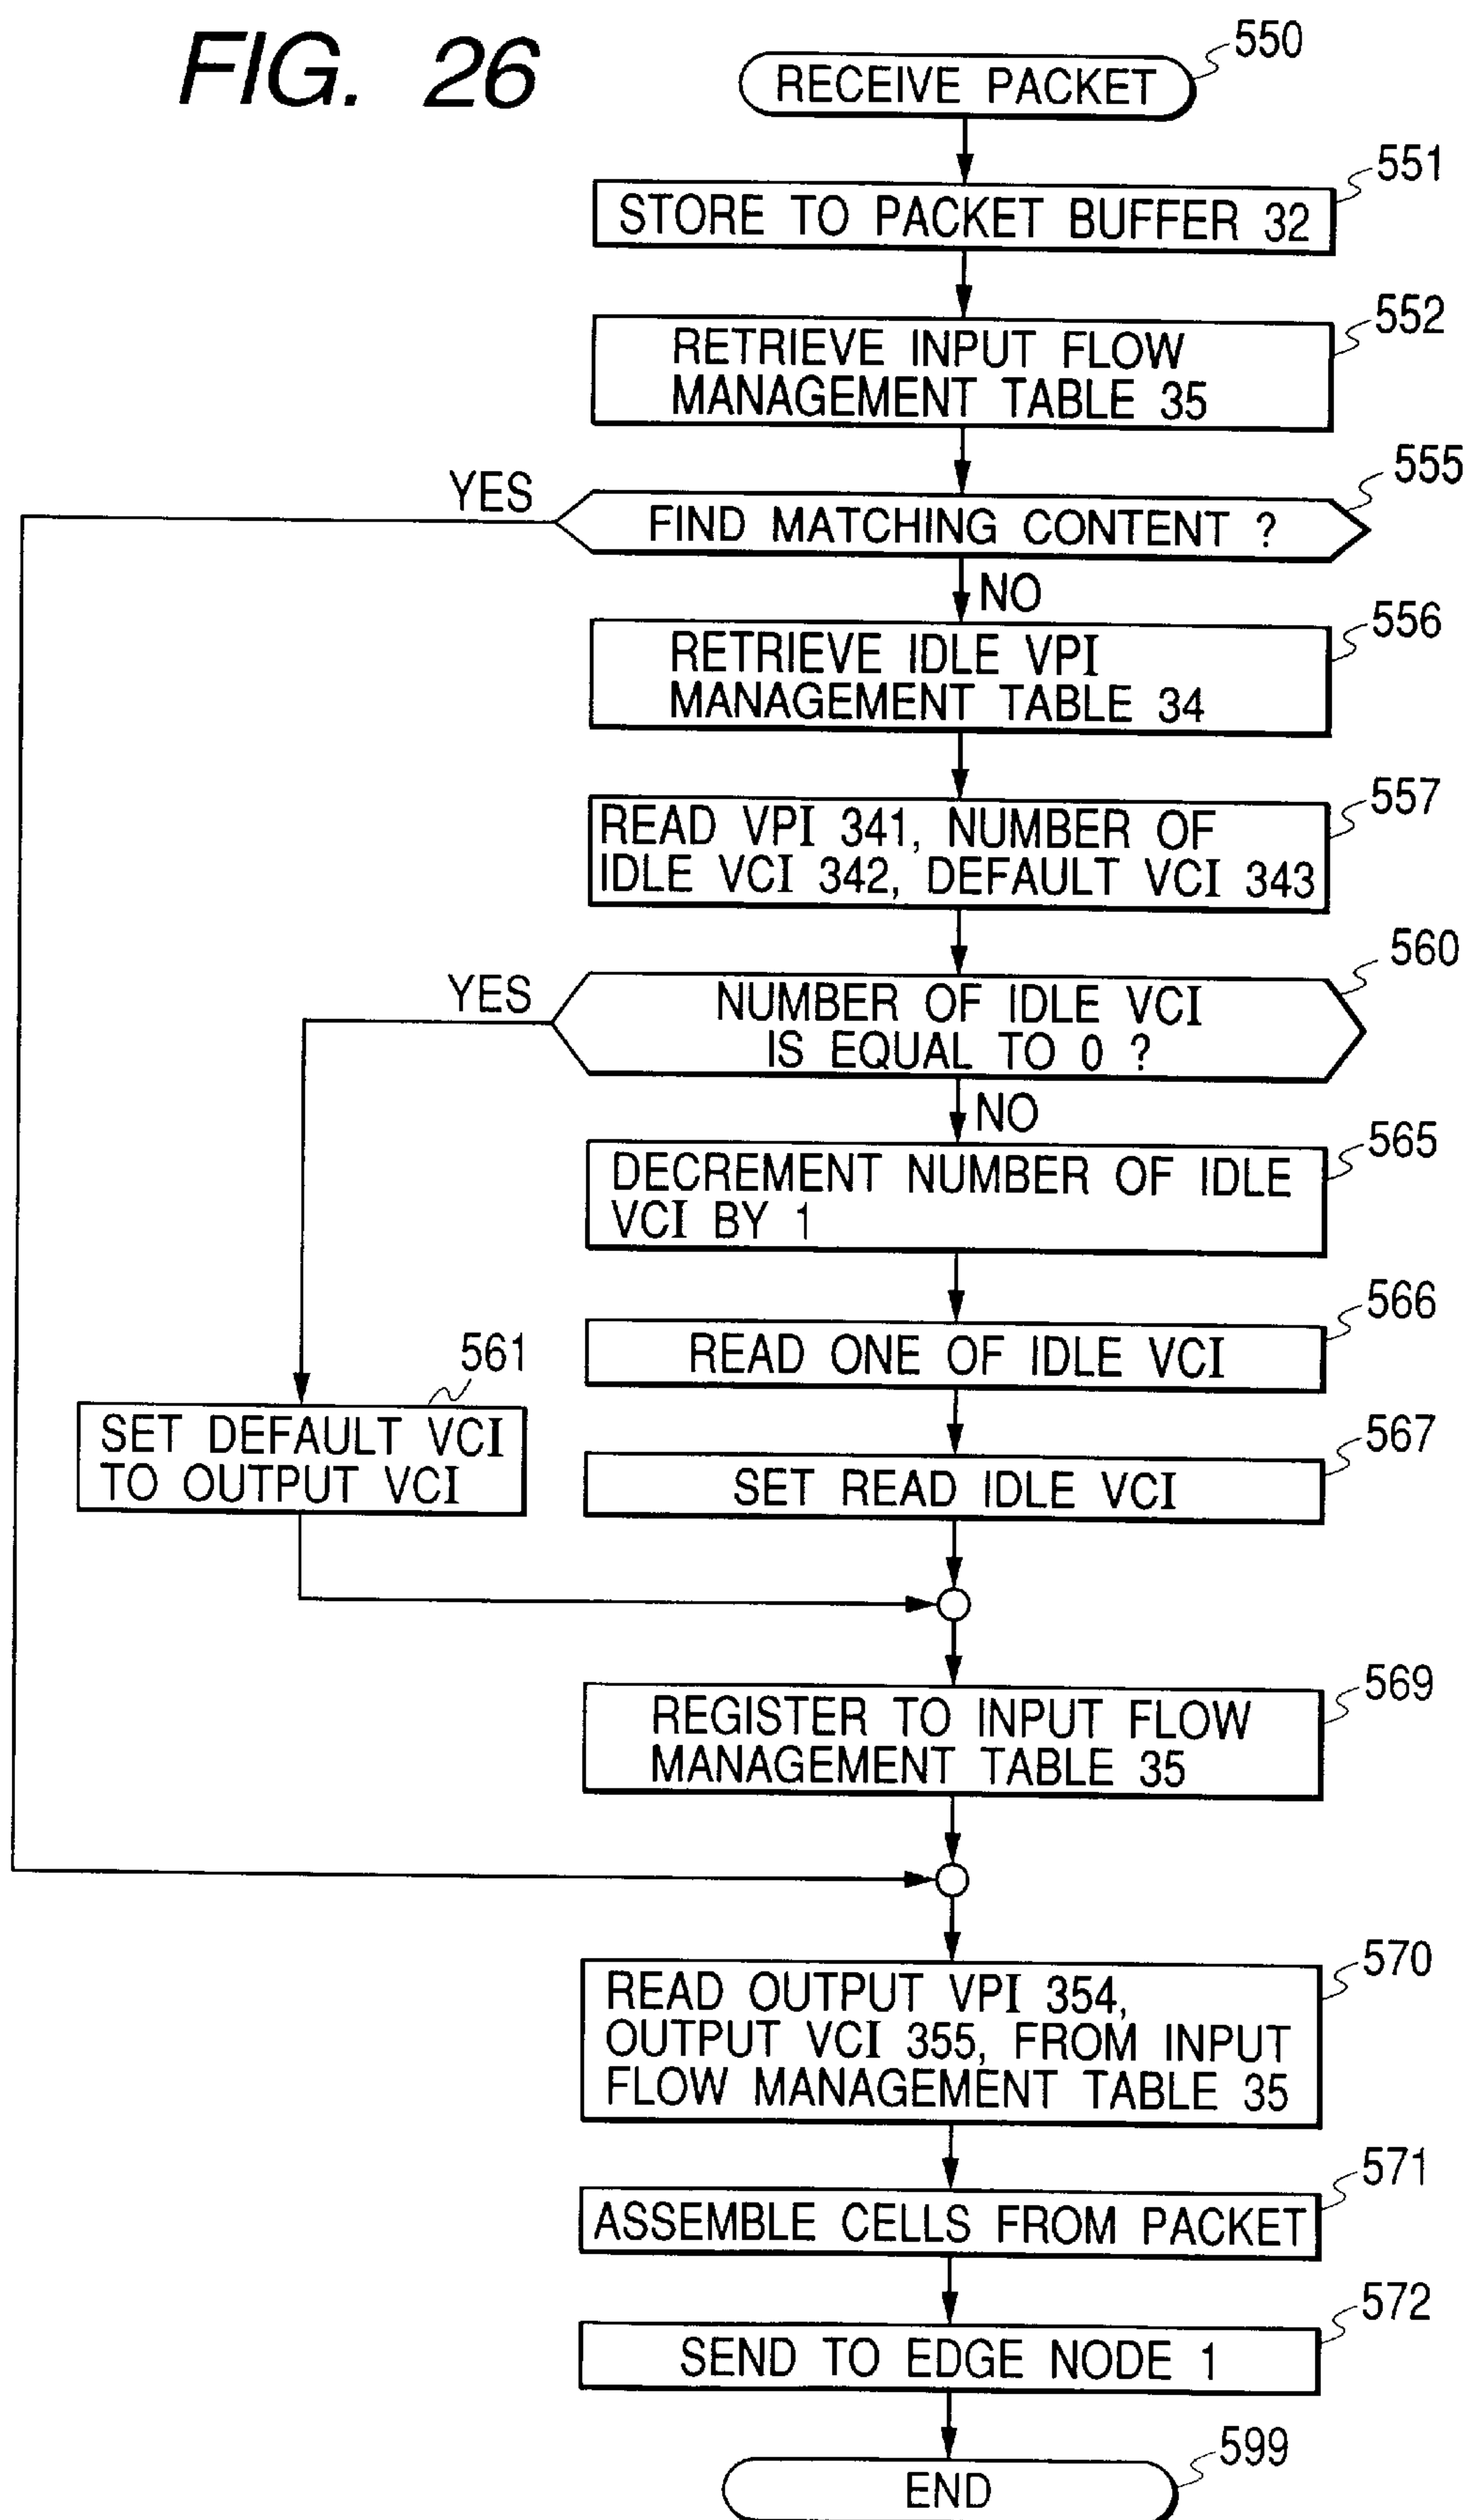 FIG. 26
RECEIVE PACKET
550
STORE TO PACKET BUFFER 32
551
RETRIEVE INPUT FLOW
MANAGEMENT TABLE 35
552
YES
FIND MATCHING CONTENT ?
555
NO
RETRIEVE IDLE VPI
MANAGEMENT TABLE 34
556
READ VPI 341, NUMBER OF
IDLE VCI 342, DEFAULT VCI 343
557
YES
NUMBER OF IDLE VCI
IS EQUAL TO 0 ?
560
NO
DECREMENT NUMBER OF IDLE
VCI BY 1
565
READ ONE OF IDLE VCI
566
561
SET DEFAULT VCI
TO OUTPUT VCI
SET READ IDLE VCI
567
REGISTER TO INPUT FLOW
MANAGEMENT TABLE 35
569
READ OUTPUT VPI 354,
OUTPUT VCI 355, FROM INPUT
FLOW MANAGEMENT TABLE 35
570
ASSEMBLE CELLS FROM PACKET
571
SEND TO EDGE NODE 1
572
END
599